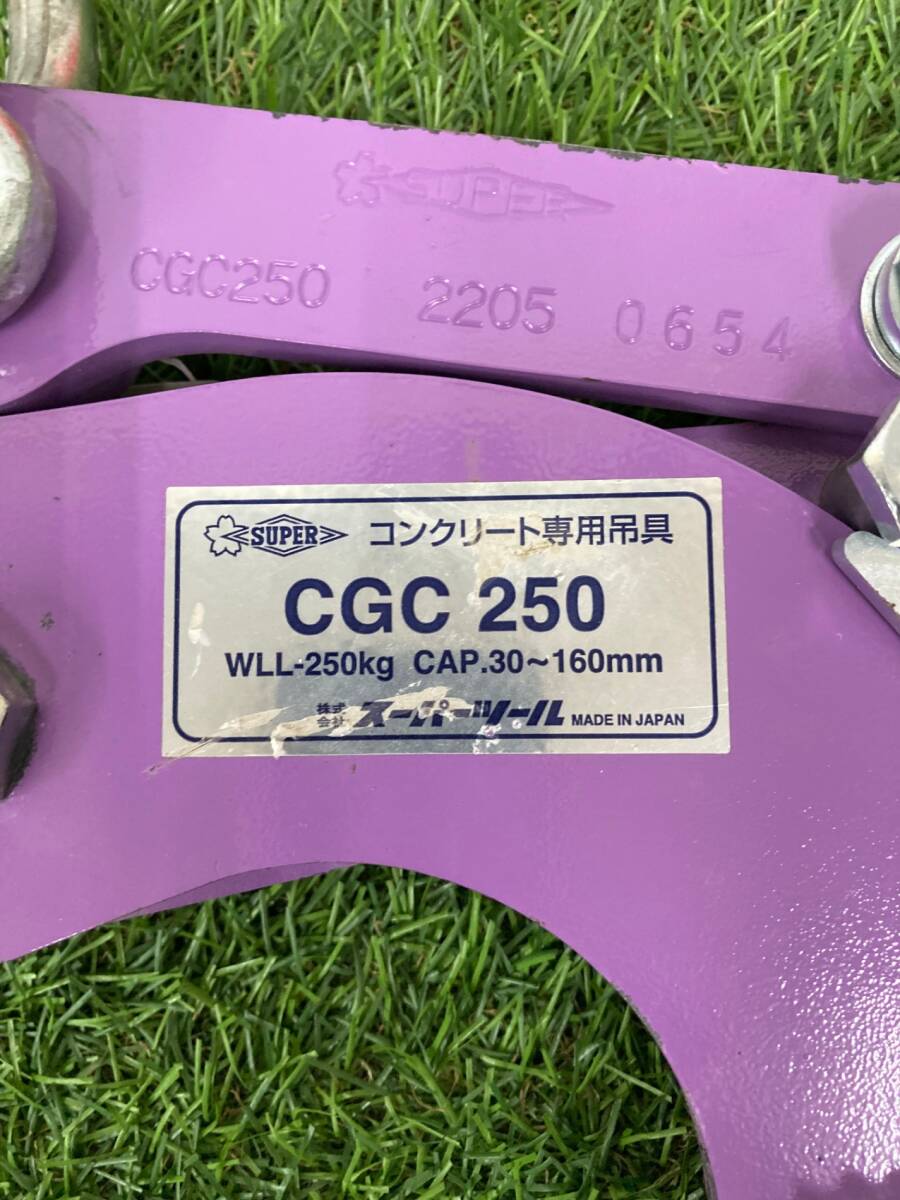 SUPER
CGC250 2205 0654
SUPER コンクリート専用吊具
CGC 250
WLL-250kg CAP.30～160mm
株式会社 スーパーツール MADE IN JAPAN